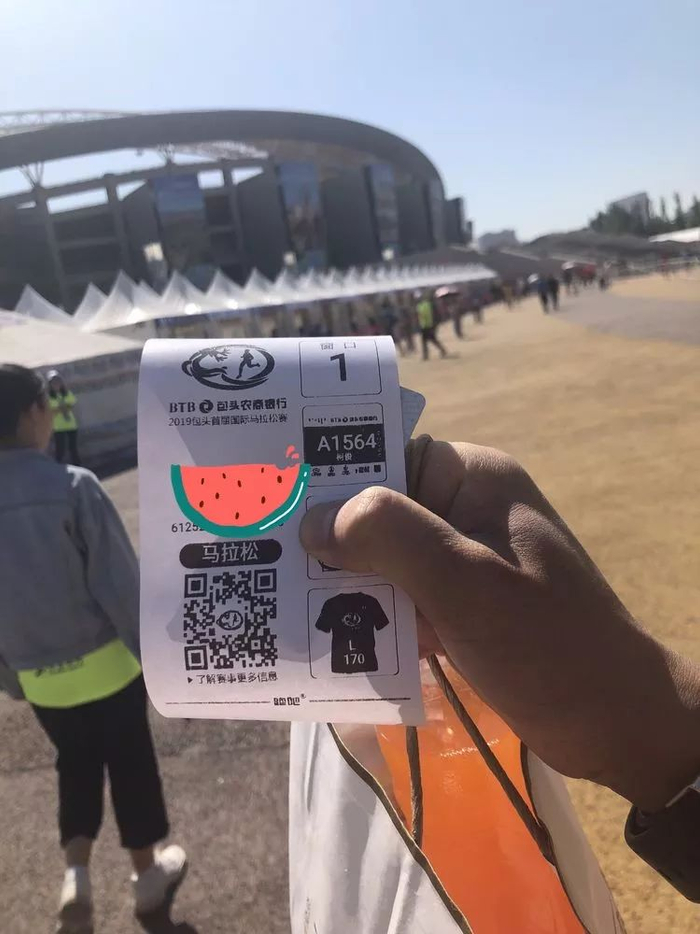 窗口
1
BTB 包头农商银行
2019包头首届国际马拉松赛
A1564
树懒
6125
马拉松
L
170
▶了解赛事更多信息